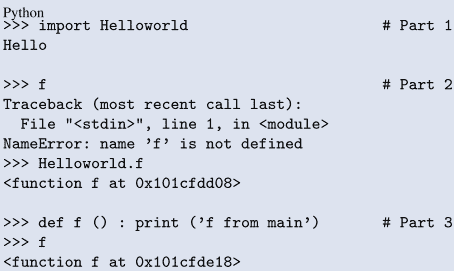 Python
>>> import Helloworld # Part 1
Hello
>>> f # Part 2
Traceback (most recent call last):
File "<stdin>", line 1, in <module>
NameError: name 'f' is not defined
>>> Helloworld.f
<function f at 0x101cfdd08>
>>> def f () : print ('f from main') # Part 3
>>> f
<function f at 0x101cfde18>